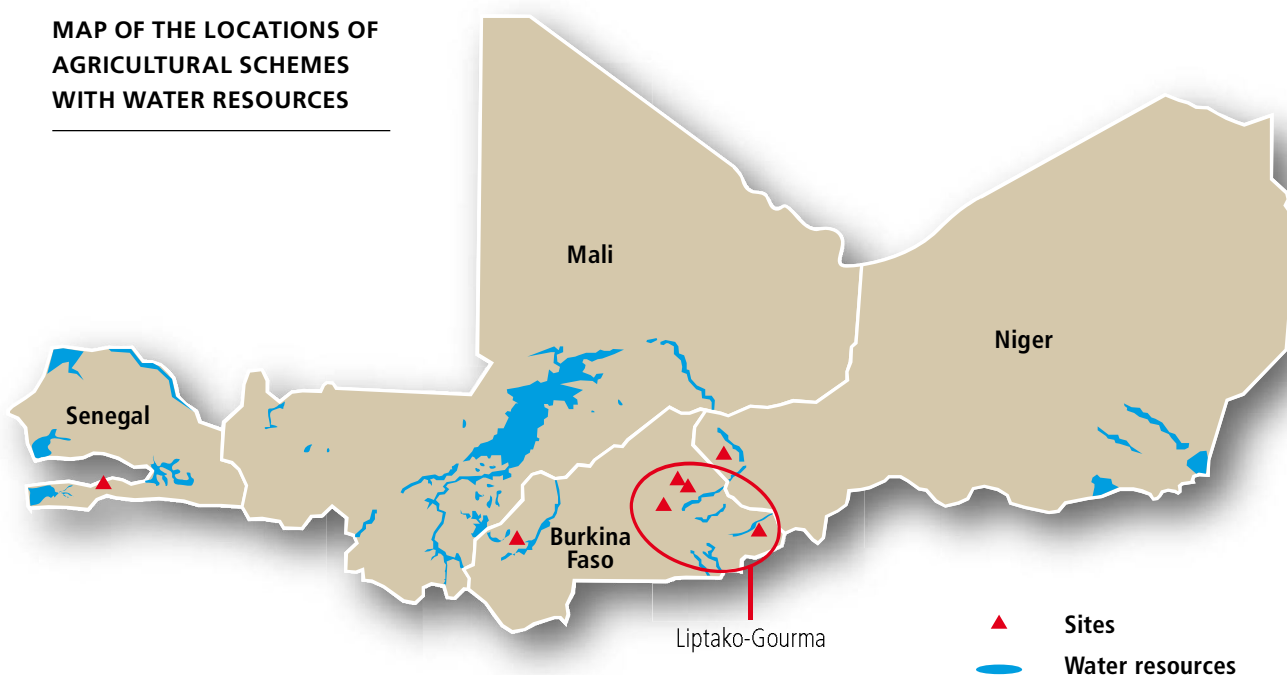 MAP OF THE LOCATIONS OF
AGRICULTURAL SCHEMES
WITH WATER RESOURCES
Mali
Niger
Senegal
Burkina
Faso
Liptako-Gourma
Sites
Water resources